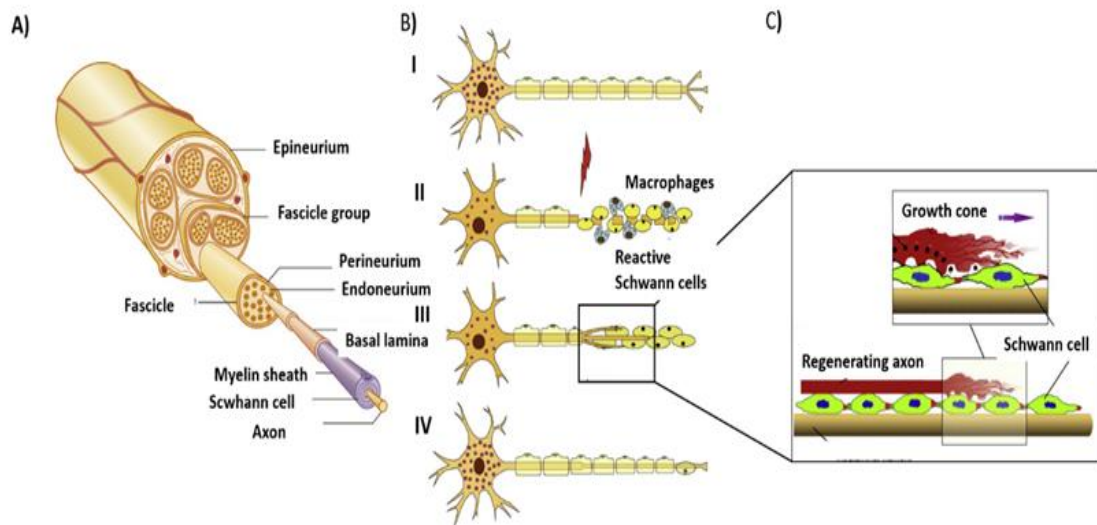 A)
Epineurium
Fascicle group
Perineurium
Endoneurium
Fascicle
Basal lamina
Myelin sheath
Scwhann cell
Axon
B)
I
II
Macrophages
Reactive
Schwann cells
III
IV
C)
Growth cone
Schwann cell
Regenerating axon